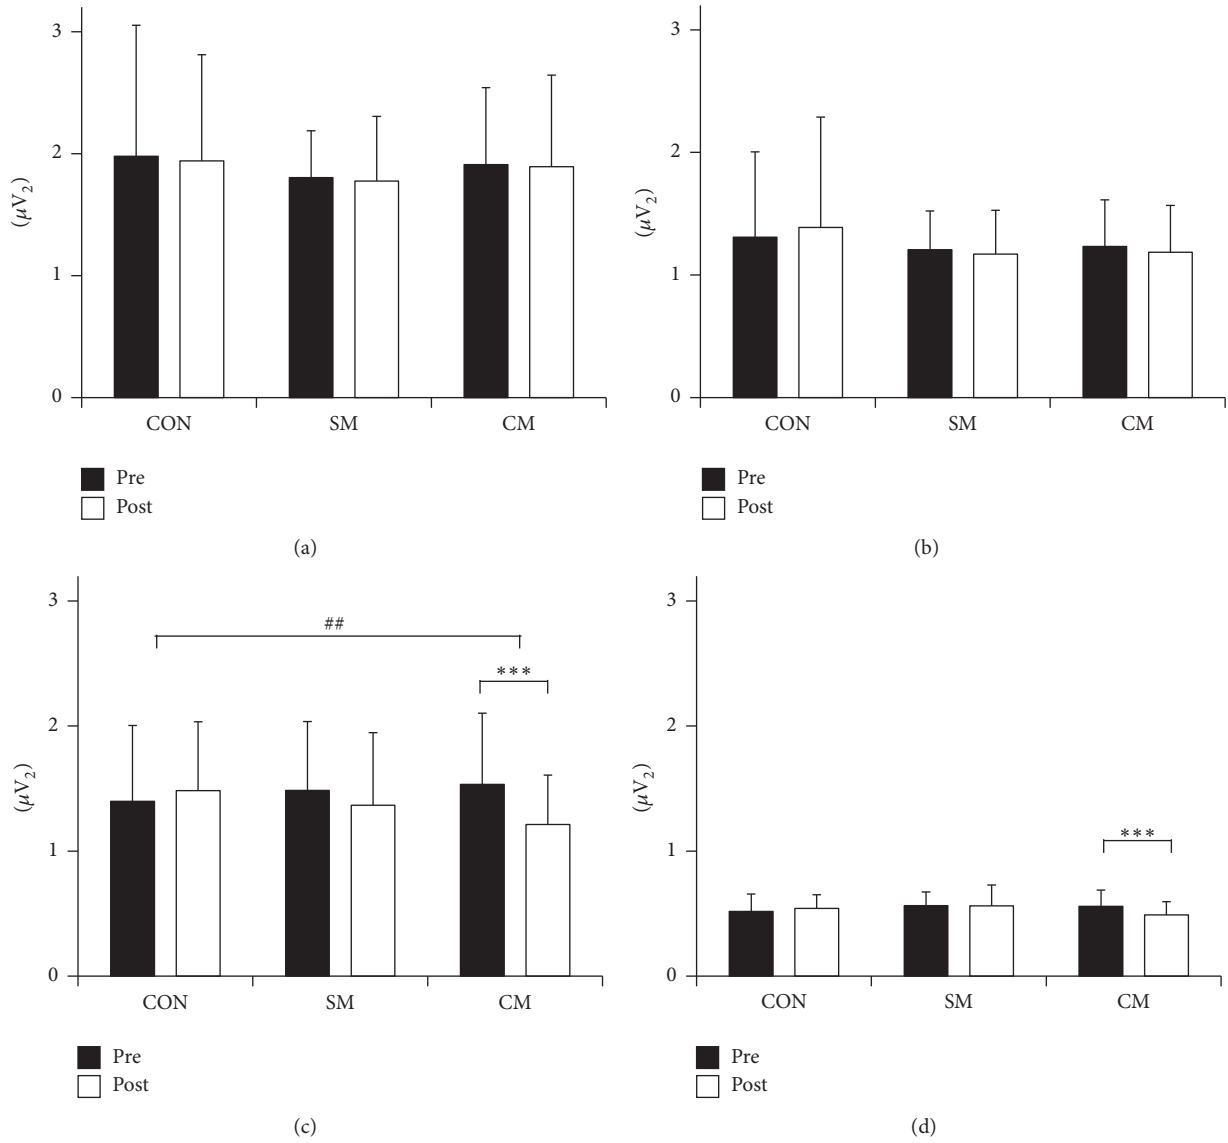 3
2
1
0
(μV₂)
CON SM CM
Pre
Post
(a)
3
2
1
0
(μV₂)
CON SM CM
Pre
Post
(b)
3
2
1
0
(μV₂)
##
***
CON SM CM
Pre
Post
(c)
3
2
1
0
(μV₂)
***
CON SM CM
Pre
Post
(d)